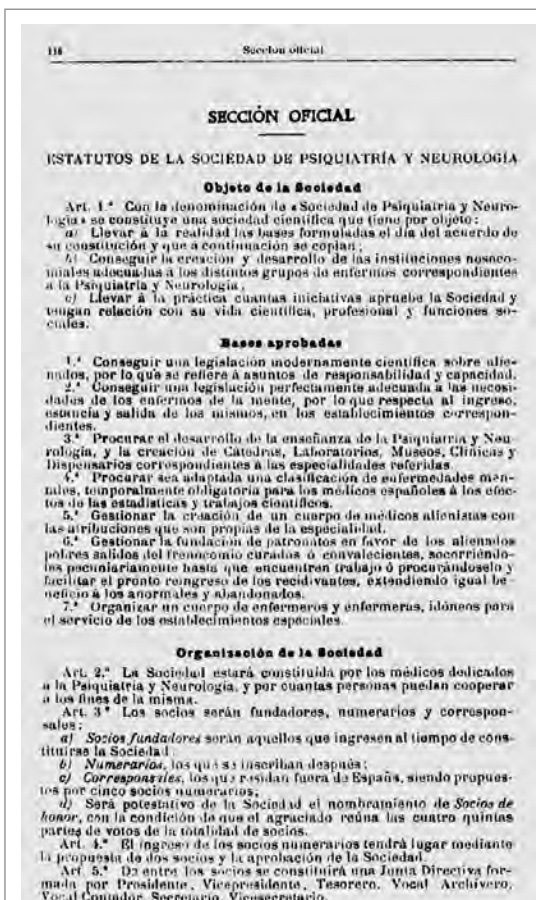 116 Sección oficial
SECCIÓN OFICIAL
ESTATUTOS DE LA SOCIEDAD DE PSIQUIATRÍA Y NEUROLOGÍA
Objeto de la Sociedad
Art. 1.º Con la denominación de «Sociedad de Psiquiatría y Neuro-
logía» se constituye una sociedad científica que tiene por objeto:
a) Llevar á la realidad las bases formuladas el día del acuerdo de
su constitución y que á continuación se copian;
b) Conseguir la creación y desarrollo de las instituciones nosoco-
miales adecuadas á los distintos grupos de enfermos correspondientes
a la Psiquiatría y Neurología;
c) Llevar á la práctica cuantas iniciativas apruebe la Sociedad y
tengan relación con su vida científica, profesional y funciones so-
ciales.
Bases aprobadas
1.ª Conseguir una legislación modernamente científica sobre alie-
nados, por lo que se refiere á asuntos de responsabilidad y capacidad.
2.ª Conseguir una legislación perfectamente adecuada a las necesi-
dades de los enfermos de la mente, por lo que respecta al ingreso,
estancia y salida de los mismos, en los establecimientos correspon-
dientes.
3.ª Procurar el desarrollo de la enseñanza de la Psiquiatría y Neu-
rología, y la creación de Cátedras, Laboratorios, Museos, Clínicas y
Dispensarios correspondientes á las especialidades referidas.
4.ª Procurar sea adaptada una clasificación de enfermedades men-
tales, temporalmente obligatoria para los médicos españoles á los efec-
tos de las estadísticas y trabajos científicos.
5.ª Gestionar la creación de un cuerpo de médicos alienistas con
las atribuciones que son propias de la especialidad.
6.ª Gestionar la fundación de patronatos en favor de los alienados
pobres salidos del frenocomio curados ó convalecientes, socorriéndo-
los pecuniariamente hasta que encuentren trabajo ó procurándoselo y
facilitar el pronto reingreso de los recidivantes, extendiendo igual be-
neficio á los anormales y abandonados.
7.ª Organizar un cuerpo de enfermeros y enfermeras, idóneos para
el servicio de los establecimientos especiales.
Organización de la Sociedad
Art. 2.º La Sociedad estará constituída por los médicos dedicados
a la Psiquiatría y Neurología, y por cuantas personas puedan cooperar
a los fines de la misma.
Art. 3.º Los socios serán fundadores, numerarios y correspon-
sales:
a) Socios fundadores serán aquellos que ingresen al tiempo de cons-
tituirse la Sociedad;
b) Numerarios, los que se inscriban después;
c) Corresponsales, los que residan fuera de España, siendo propues-
tos por cinco socios numerarios;
d) Será potestativo de la Sociedad el nombramiento de Socios de
honor, con la condición de que el agraciado reúna las cuatro quintas
partes de votos de la totalidad de socios.
Art. 4.º El ingreso de los socios numerarios tendrá lugar mediante
la propuesta de dos socios y la aprobación de la Sociedad.
Art. 5.º De entre los socios se constituirá una Junta Directiva for-
mada por Presidente, Vicepresidente, Tesorero, Vocal Archivero,
Vocal Contador, Secretario, Vicesecretario.